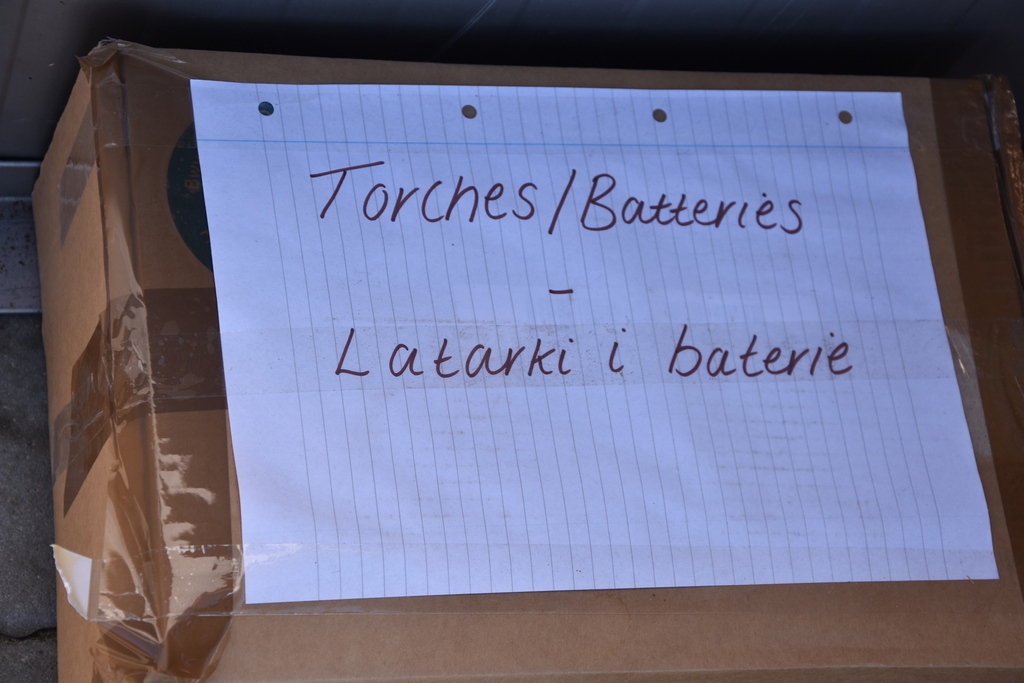 Torches/Batteries
-
Latarki i baterie